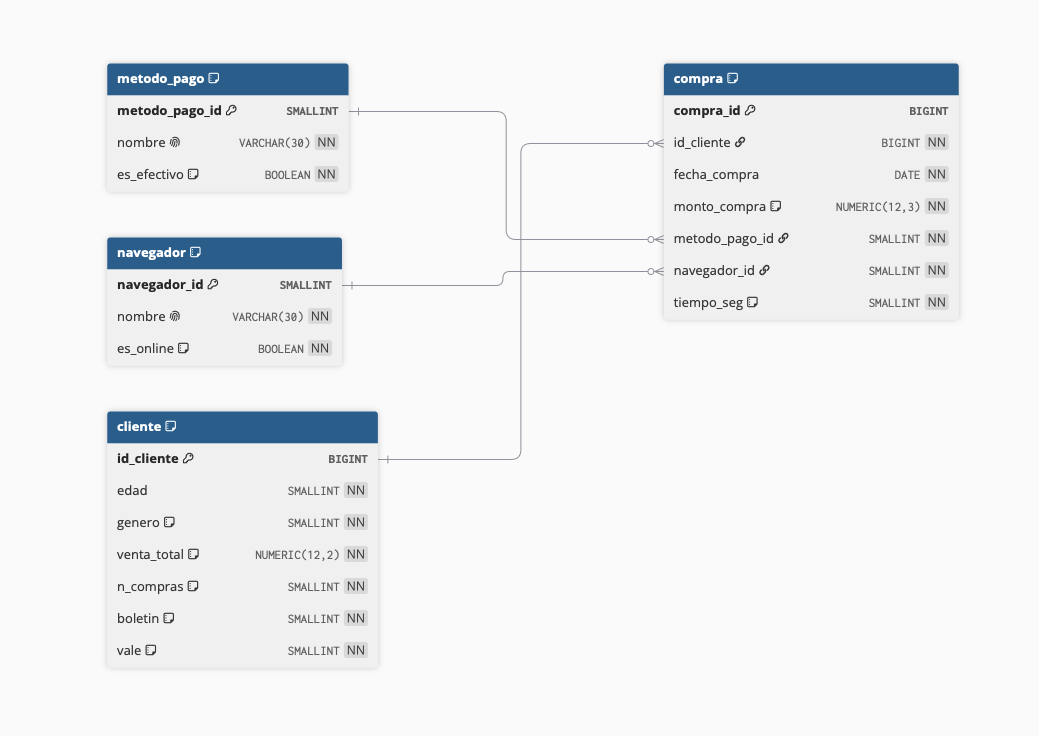 metodo_pago
metodo_pago_id SMALLINT
nombre VARCHAR(30) NN
es_efectivo BOOLEAN NN
navegador
navegador_id SMALLINT
nombre VARCHAR(30) NN
es_online BOOLEAN NN
cliente
id_cliente BIGINT
edad SMALLINT NN
genero SMALLINT NN
venta_total NUMERIC(12,2) NN
n_compras SMALLINT NN
boletin SMALLINT NN
vale SMALLINT NN
compra
compra_id BIGINT
id_cliente BIGINT NN
fecha_compra DATE NN
monto_compra NUMERIC(12,3) NN
metodo_pago_id SMALLINT NN
navegador_id SMALLINT NN
tiempo_seg SMALLINT NN